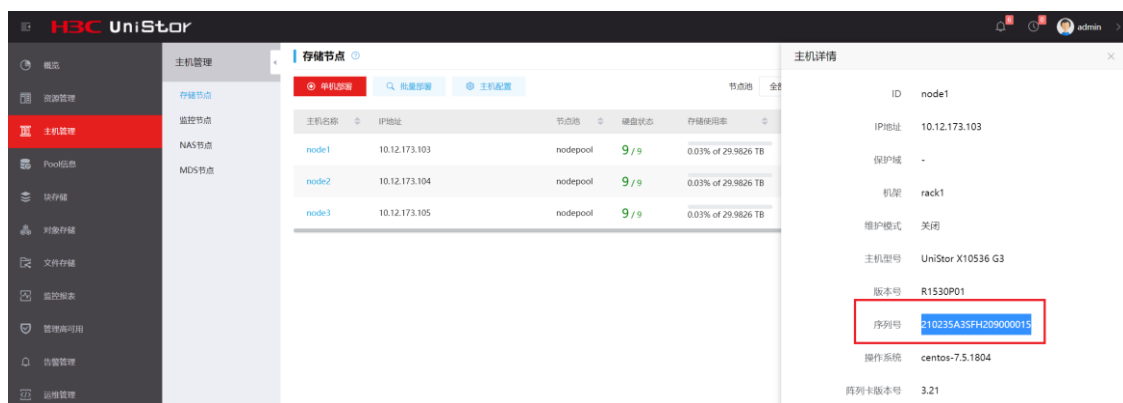 H3C UniStor
6
8
admin
概览
资源管理
主机管理
Pool信息
块存储
对象存储
文件存储
监控报表
管理高可用
告警管理
运维管理
主机管理
存储节点
监控节点
NAS节点
MDS节点
存储节点
单机部署 批量部署 主机配置 节点池
主机名称 IP地址 节点池 硬盘状态 存储使用率
node1 10.12.173.103 nodepool 9 / 9 0.03% of 29.9826 TB
node2 10.12.173.104 nodepool 9 / 9 0.03% of 29.9826 TB
node3 10.12.173.105 nodepool 9 / 9 0.03% of 29.9826 TB
主机详情
ID node1
IP地址 10.12.173.103
保护域 -
机架 rack1
维护模式 关闭
主机型号 UniStor X10536 G3
版本号 R1530P01
序列号 210235A3SFH209000015
操作系统 centos-7.5.1804
阵列卡版本号 3.21